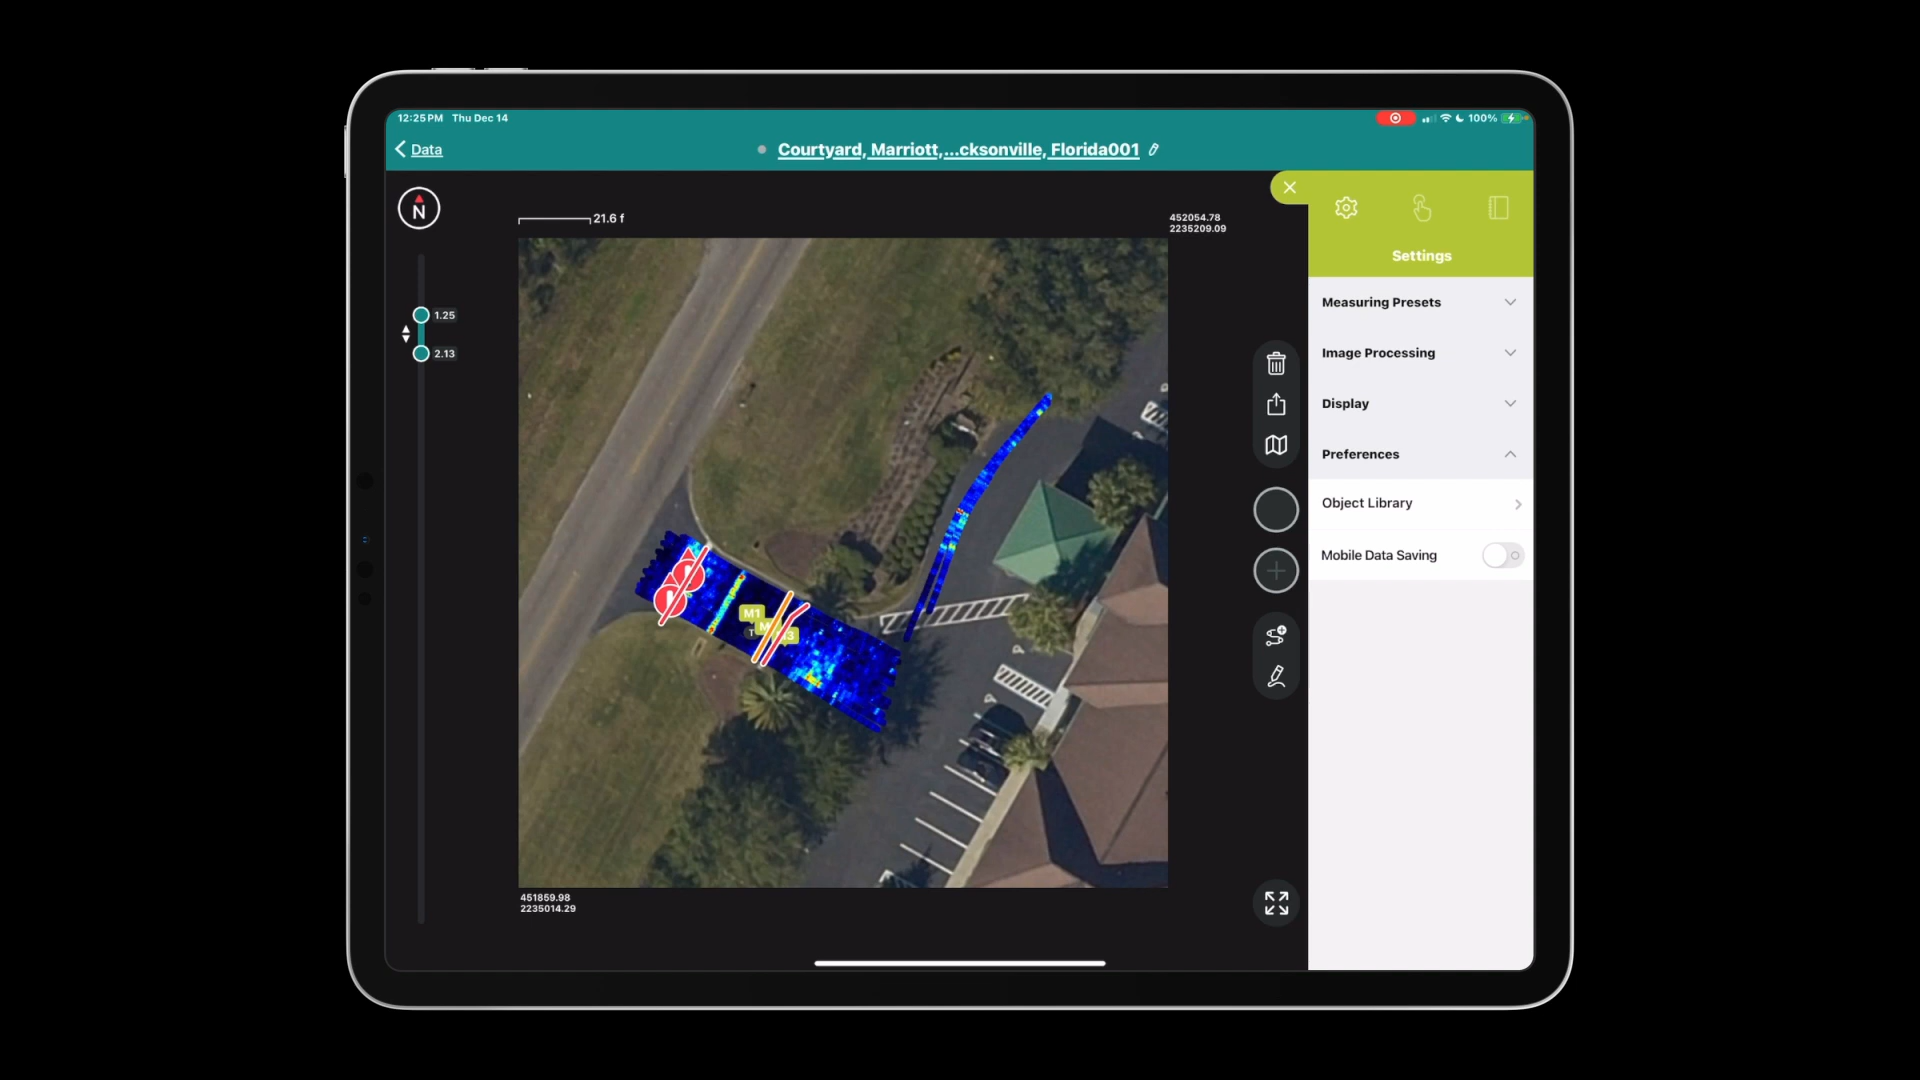 12:25 PM Thu Dec 14
100%
Data
Courtyard, Marriott,...cksonville, Florida001
N
21.6 f
452054.78
2235209.09
Settings
1.25
2.13
Measuring Presets
Image Processing
Display
Preferences
Object Library
Mobile Data Saving
M1
T
451859.98
2235014.29